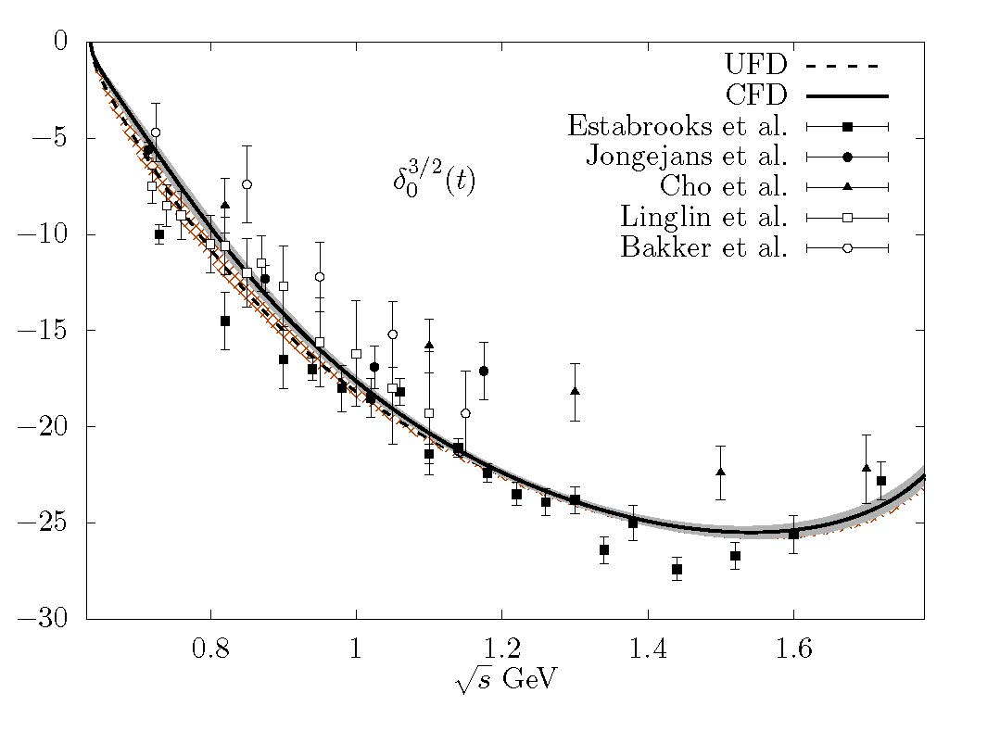 0
−5
−10
−15
−20
−25
−30
0.8
1
1.2
1.4
1.6
√s GeV
δ₀^{3/2}(t)
UFD
CFD
Estabrooks et al.
Jongejans et al.
Cho et al.
Linglin et al.
Bakker et al.